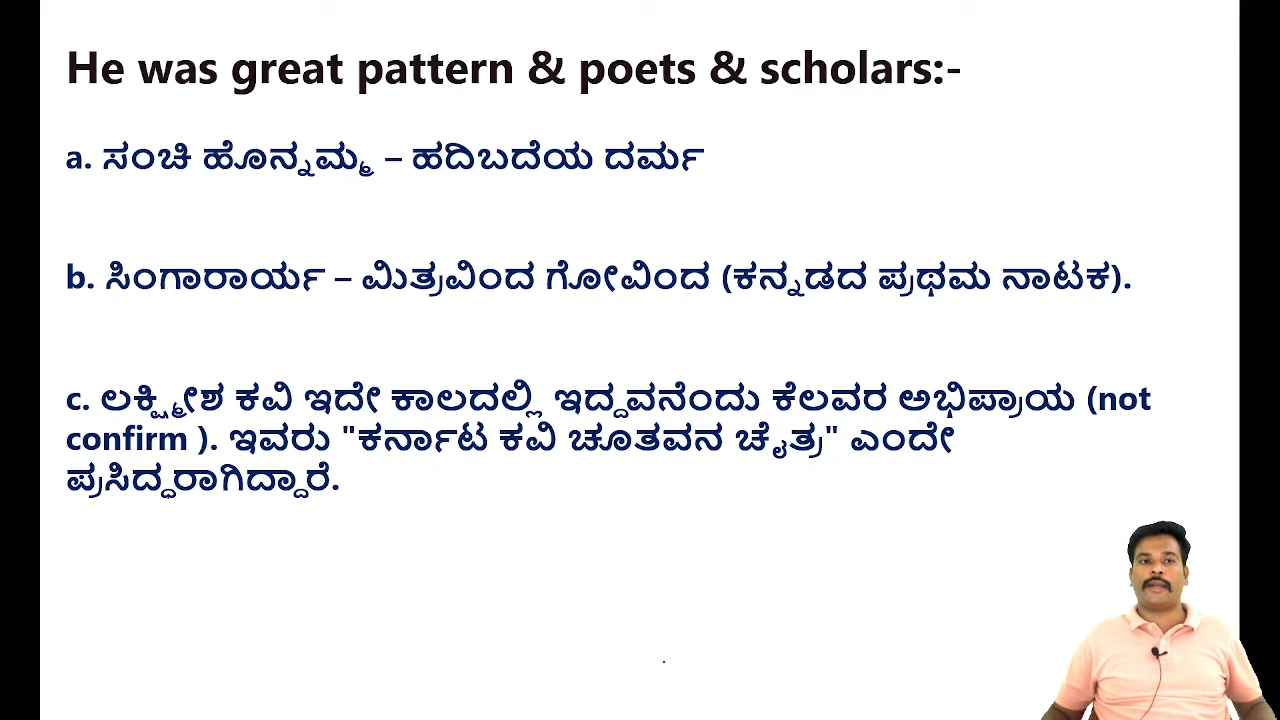 He was great pattern & poets & scholars:-
a. ಸಂಚಿ ಹೊನ್ನಮ್ಮ – ಹದಿಬದೆಯ ದರ್ಮ
b. ಸಿಂಗಾರಾರ್ಯ – ಮಿತ್ರವಿಂದ ಗೋವಿಂದ (ಕನ್ನಡದ ಪ್ರಥಮ ನಾಟಕ).
c. ಲಕ್ಷ್ಮೀಶ ಕವಿ ಇದೇ ಕಾಲದಲ್ಲಿ ಇದ್ದವನೆಂದು ಕೆಲವರ ಅಭಿಪ್ರಾಯ (not
confirm ). ಇವರು "ಕರ್ನಾಟ ಕವಿ ಚೂತವನ ಚೈತ್ರ" ಎಂದೇ
ಪ್ರಸಿದ್ಧರಾಗಿದ್ದಾರೆ.